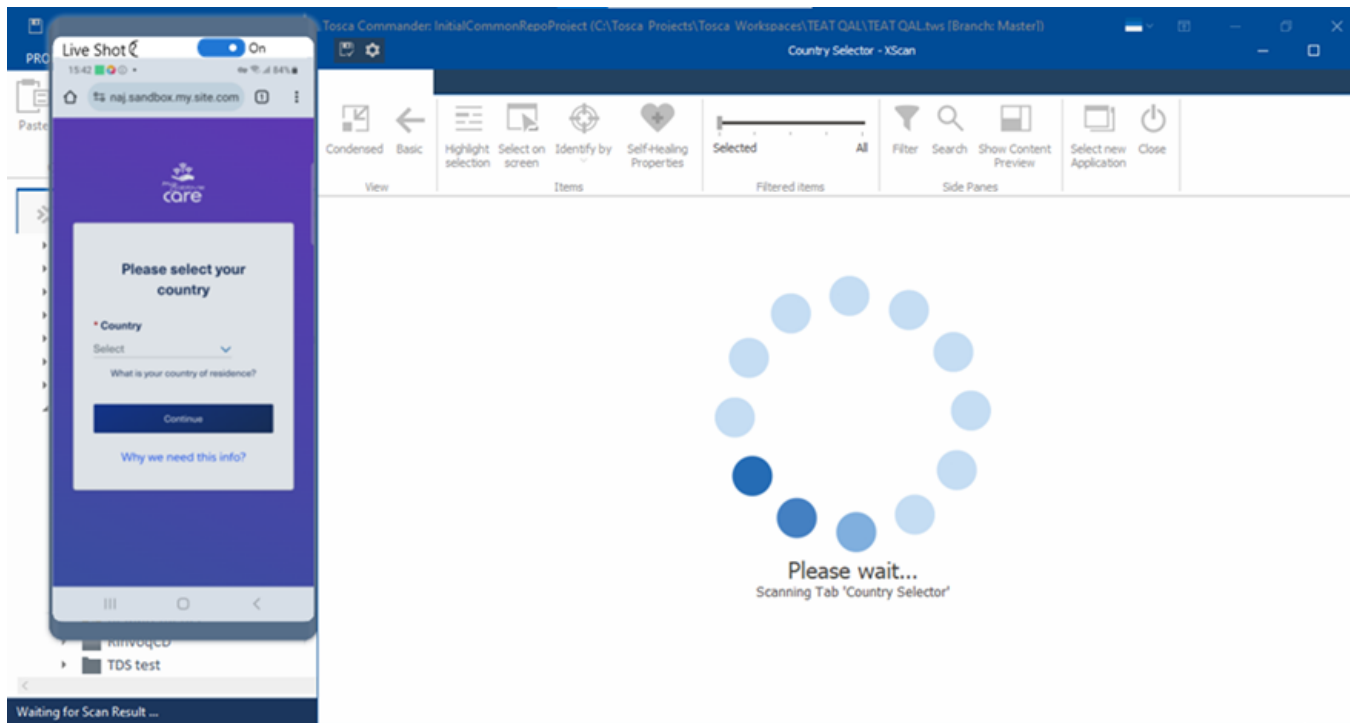 Tosca Commander: InitialCommonRepoProject (C:\Tosca_Projects\Tosca_Workspaces\TEAT QAL\TEAT QAL.tws [Branch: Master])
PRO
Live Shot
On
Country Selector - XScan
15:42
84%
naj.sandbox.my.site.com
1
Paste
Condensed
Basic
Highlight selection
Select on screen
Identify by
Self-Healing Properties
Selected
All
Filter
Search
Show Content Preview
Select new Application
Close
View
Items
Filtered items
Side Panes
care
Please select your
country
* Country
Select
What is your country of residence?
Continue
Why we need this info?
Please wait...
Scanning Tab 'Country Selector'
RinvoqCD
TDS test
Waiting for Scan Result ...